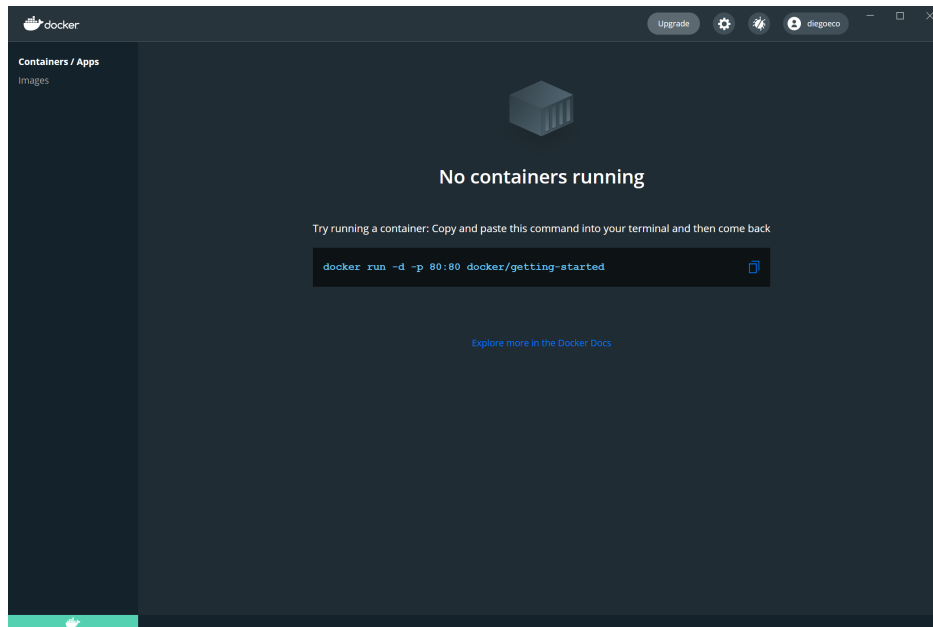 docker
Upgrade
diegoeco
Containers / Apps
Images
No containers running
Try running a container: Copy and paste this command into your terminal and then come back
docker run -d -p 80:80 docker/getting-started
Explore more in the Docker Docs